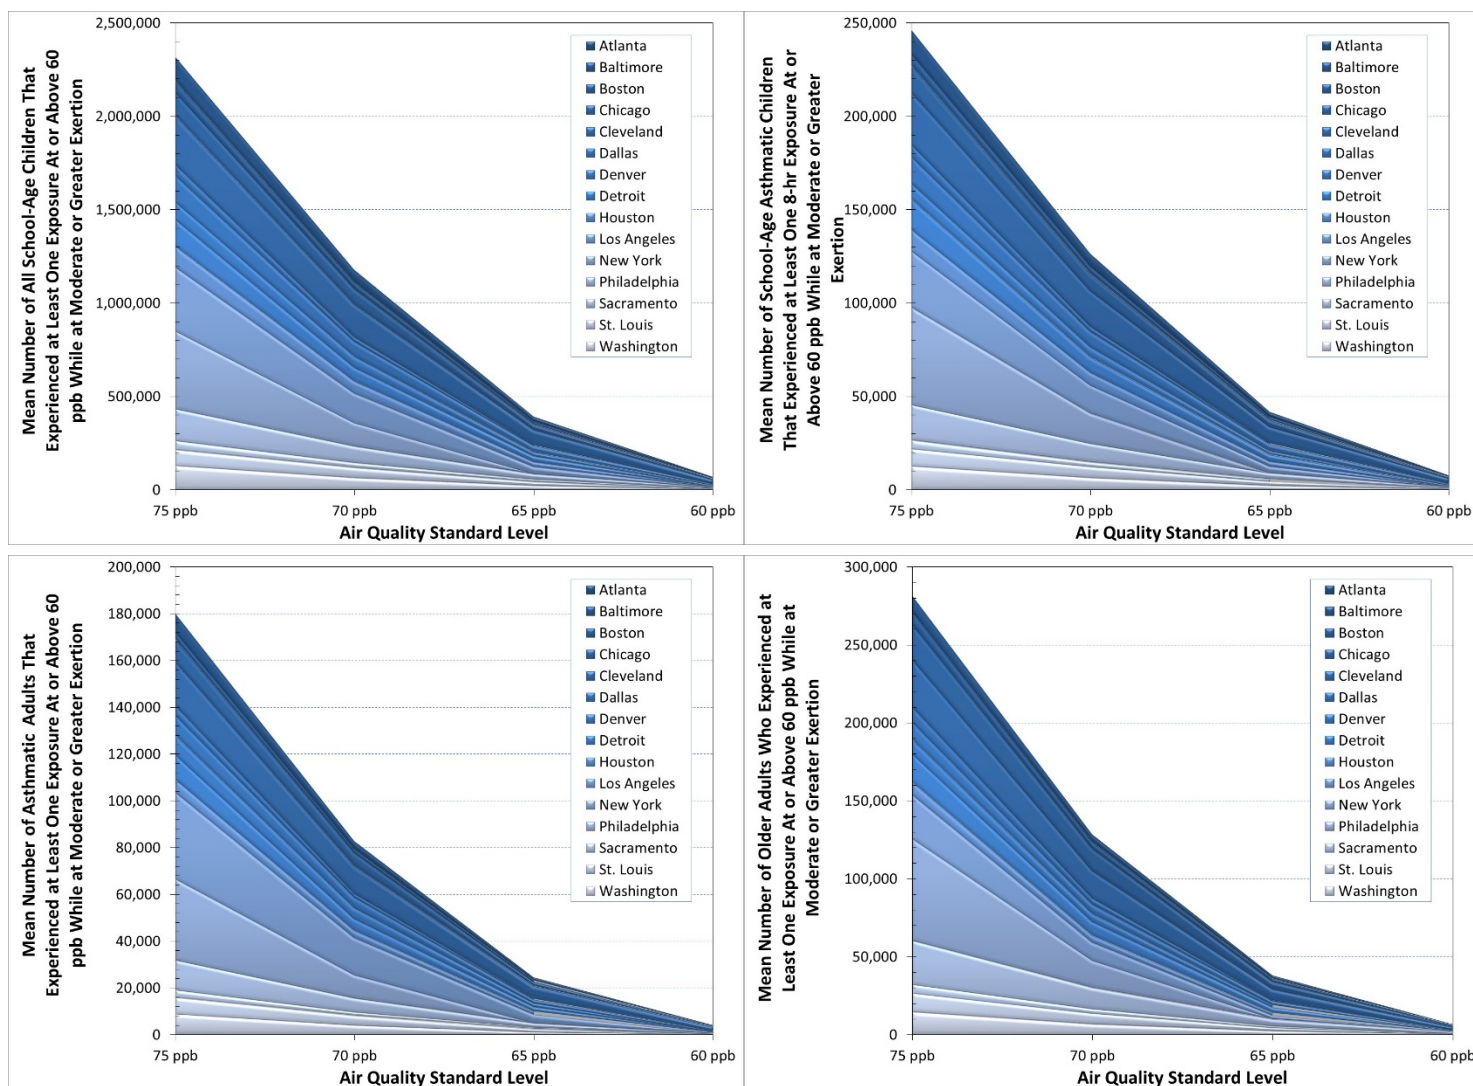 Mean Number of All School-Age Children That
Experienced at Least One Exposure At or Above 60
ppb While at Moderate or Greater Exertion
2,500,000
2,000,000
1,500,000
1,000,000
500,000
0
Atlanta
Baltimore
Boston
Chicago
Cleveland
Dallas
Denver
Detroit
Houston
Los Angeles
New York
Philadelphia
Sacramento
St. Louis
Washington
75 ppb
70 ppb
65 ppb
60 ppb
Air Quality Standard Level
Mean Number of School-Age Asthmatic Children
That Experienced at Least One 8-hr Exposure At or
Above 60 ppb While at Moderate or Greater
Exertion
250,000
200,000
150,000
100,000
50,000
0
Atlanta
Baltimore
Boston
Chicago
Cleveland
Dallas
Denver
Detroit
Houston
Los Angeles
New York
Philadelphia
Sacramento
St. Louis
Washington
75 ppb
70 ppb
65 ppb
60 ppb
Air Quality Standard Level
Mean Number of Asthmatic Adults That
Experienced at Least One Exposure At or Above 60
ppb While at Moderate or Greater Exertion
200,000
180,000
160,000
140,000
120,000
100,000
80,000
60,000
40,000
20,000
0
Atlanta
Baltimore
Boston
Chicago
Cleveland
Dallas
Denver
Detroit
Houston
Los Angeles
New York
Philadelphia
Sacramento
St. Louis
Washington
75 ppb
70 ppb
65 ppb
60 ppb
Air Quality Standard Level
Mean Number of Older Adults Who Experienced at
Least One Exposure At or Above 60 ppb While at
Moderate or Greater Exertion
300,000
250,000
200,000
150,000
100,000
50,000
0
Atlanta
Baltimore
Boston
Chicago
Cleveland
Dallas
Denver
Detroit
Houston
Los Angeles
New York
Philadelphia
Sacramento
St. Louis
Washington
75 ppb
70 ppb
65 ppb
60 ppb
Air Quality Standard Level